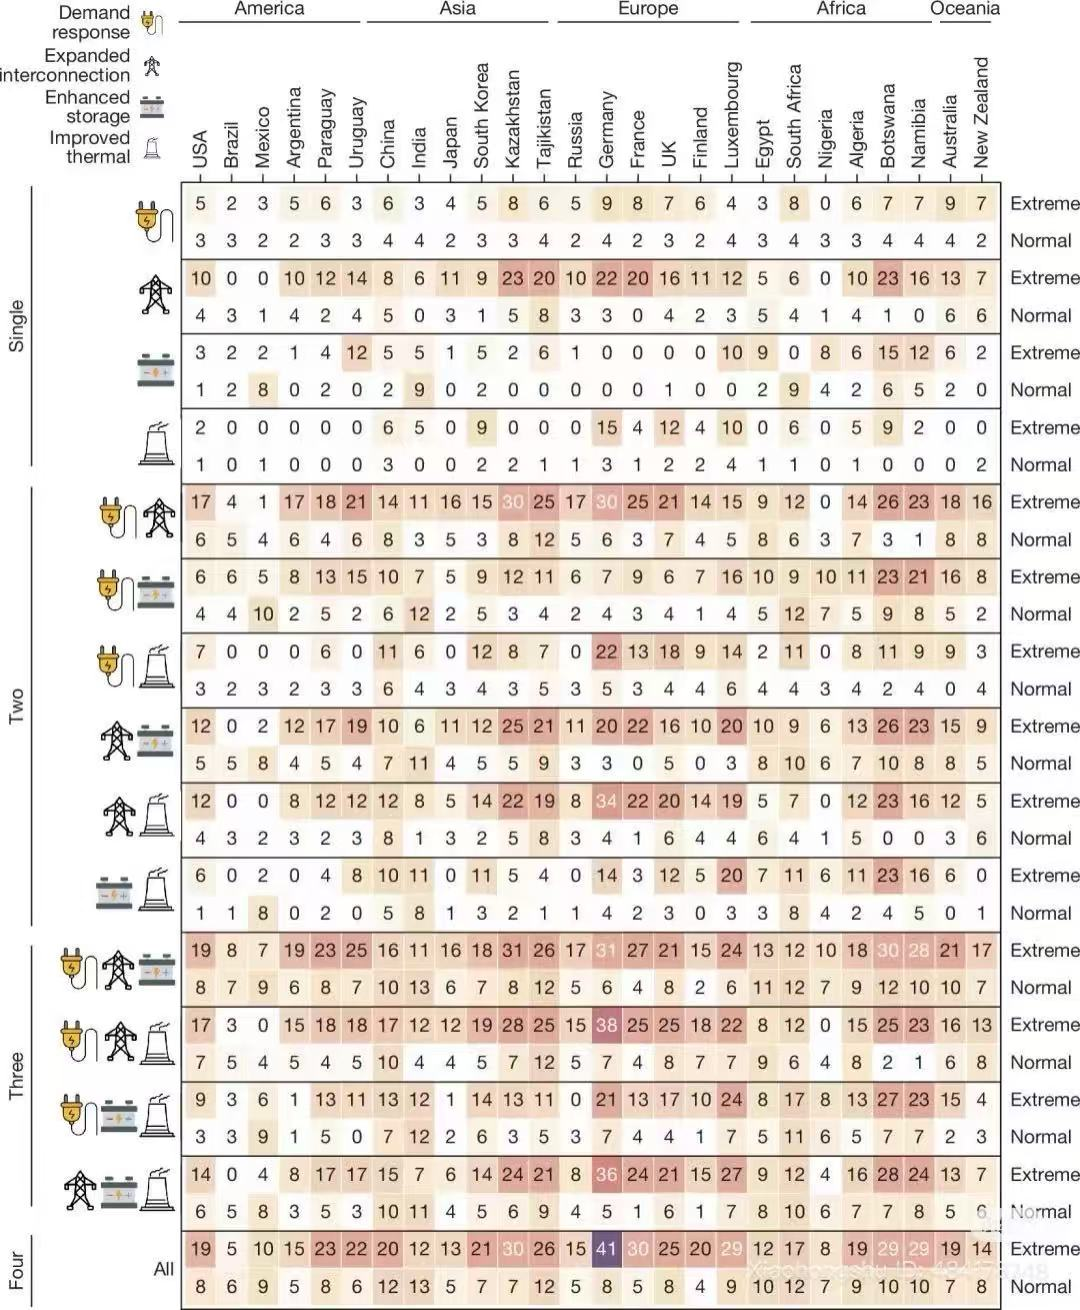 Demand response
Expanded interconnection
Enhanced storage
Improved thermal
America Asia Europe Africa Oceania
USA Brazil Mexico Argentina Paraguay Uruguay China India Japan South Korea Kazakhstan Tajikistan Russia Germany France UK Finland Luxembourg Egypt South Africa Nigeria Algeria Botswana Namibia Australia New Zealand
Single
5 2 3 5 6 3 6 3 4 5 8 6 5 9 8 7 6 4 3 8 0 6 7 7 9 7 Extreme
3 3 2 2 3 3 4 4 2 3 3 4 2 4 2 3 2 4 3 4 3 3 4 4 4 2 Normal
10 0 0 10 12 14 8 6 11 9 23 20 10 22 20 16 11 12 5 6 0 10 23 16 13 7 Extreme
4 3 1 4 2 4 5 0 3 1 5 8 3 3 0 4 2 3 5 4 1 4 1 0 6 6 Normal
3 2 2 1 4 12 5 5 1 5 2 6 1 0 0 0 0 10 9 0 8 6 15 12 6 2 Extreme
1 2 8 0 2 0 2 9 0 2 0 0 0 0 0 1 0 0 2 9 4 2 6 5 2 0 Normal
2 0 0 0 0 0 6 5 0 9 0 0 0 15 4 12 4 10 0 6 0 5 9 2 0 0 Extreme
1 0 1 0 0 0 3 0 0 2 2 1 1 3 1 2 2 4 1 1 0 1 0 0 0 2 Normal
Two
17 4 1 17 18 21 14 11 16 15 30 25 17 30 25 21 14 15 9 12 0 14 26 23 18 16 Extreme
6 5 4 6 4 6 8 3 5 3 8 12 5 6 3 7 4 5 8 6 3 7 3 1 8 8 Normal
6 6 5 8 13 15 10 7 5 9 12 11 6 7 9 6 7 16 10 9 10 11 23 21 16 8 Extreme
4 4 10 2 5 2 6 12 2 5 3 4 2 4 3 4 1 4 5 12 7 5 9 8 5 2 Normal
7 0 0 0 6 0 11 6 0 12 8 7 0 22 13 18 9 14 2 11 0 8 11 9 9 3 Extreme
3 2 3 2 3 3 6 4 3 4 3 5 3 5 3 4 4 6 4 4 3 4 2 4 0 4 Normal
12 0 2 12 17 19 10 6 11 12 25 21 11 20 22 16 10 20 10 9 6 13 26 23 15 9 Extreme
5 5 8 4 5 4 7 11 4 5 5 9 3 3 0 5 0 3 8 10 6 7 10 8 8 5 Normal
12 0 0 8 12 12 12 8 5 14 22 19 8 34 22 20 14 19 5 7 0 12 23 16 12 5 Extreme
4 3 2 3 2 3 8 1 3 2 5 8 3 4 1 6 4 4 6 4 1 5 0 0 3 6 Normal
6 0 2 0 4 8 10 11 0 11 5 4 0 14 3 12 5 20 7 11 6 11 23 16 6 0 Extreme
1 1 8 0 2 0 5 8 1 3 2 1 1 4 2 3 0 3 3 8 4 2 4 5 0 1 Normal
Three
19 8 7 19 23 25 16 11 16 18 31 26 17 31 27 21 15 24 13 12 10 18 30 28 21 17 Extreme
8 7 9 6 8 7 10 13 6 7 8 12 5 6 4 8 2 6 11 12 7 9 12 10 10 7 Normal
17 3 0 15 18 18 17 12 12 19 28 25 15 38 25 25 18 22 8 12 0 15 25 23 16 13 Extreme
7 5 4 5 4 5 10 4 4 5 7 12 5 7 4 8 7 7 9 6 4 8 2 1 6 8 Normal
9 3 6 1 13 11 13 12 1 14 13 11 0 21 13 17 10 24 8 17 8 13 27 23 15 4 Extreme
3 3 9 1 5 0 7 12 2 6 3 5 3 7 4 4 1 7 5 11 6 5 7 7 2 3 Normal
14 0 4 8 17 17 15 7 6 14 24 21 8 36 24 21 15 27 9 12 4 16 28 24 13 7 Extreme
6 5 8 3 5 3 10 11 4 5 6 9 4 5 1 6 1 7 8 10 6 7 7 8 5 6 Normal
Four
All
19 5 10 15 23 22 20 12 13 21 30 26 15 41 30 25 20 29 12 17 8 19 29 29 19 14 Extreme
8 6 9 5 8 6 12 13 5 7 7 12 5 8 5 8 4 9 10 12 7 9 10 10 7 8 Normal